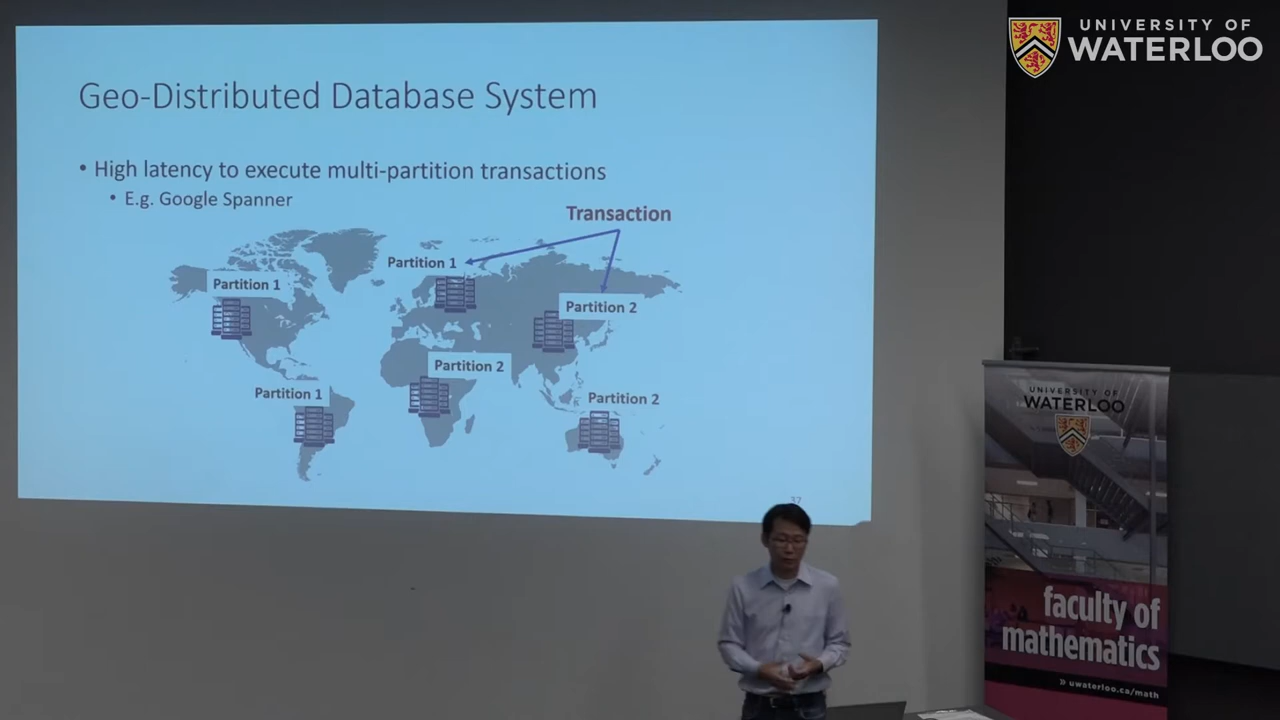 Geo-Distributed Database System
• High latency to execute multi-partition transactions
• E.g. Google Spanner
Transaction
Partition 1
Partition 1
Partition 2
Partition 2
Partition 1
Partition 2
37
UNIVERSITY OF
WATERLOO
UNIVERSITY OF
WATERLOO
faculty of
mathematics
» uwaterloo.ca/math